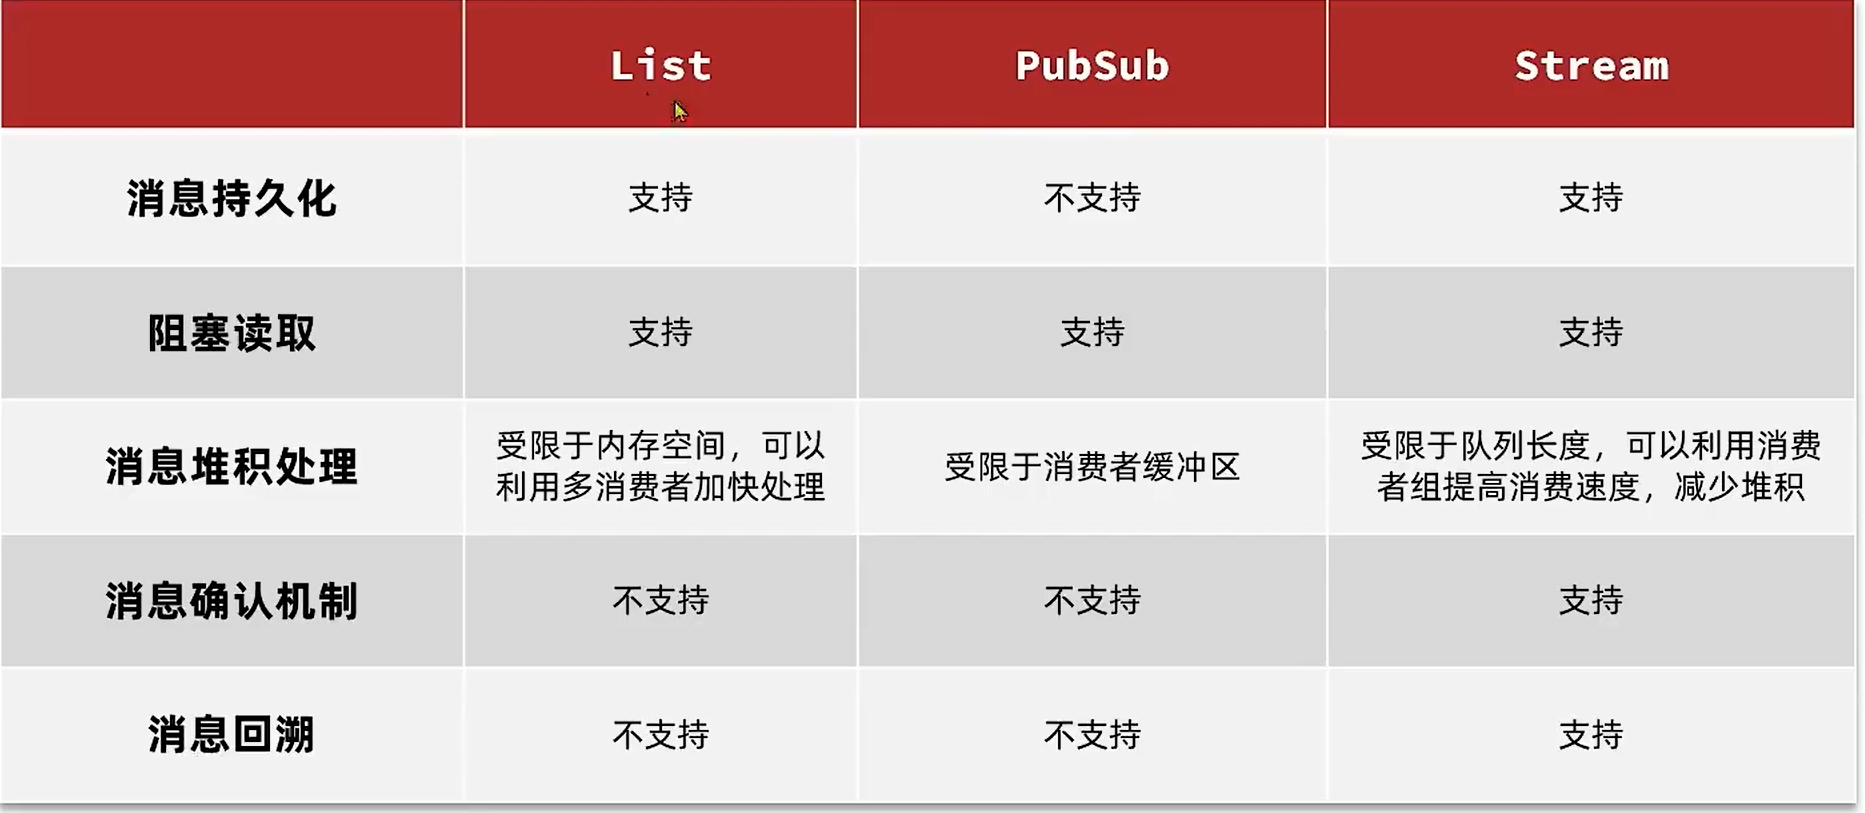 List PubSub Stream
消息持久化 支持 不支持 支持
阻塞读取 支持 支持 支持
消息堆积处理 受限于内存空间，可以 利用多消费者加快处理 受限于消费者缓冲区 受限于队列长度，可以利用消费 者组提高消费速度，减少堆积
消息确认机制 不支持 不支持 支持
消息回溯 不支持 不支持 支持